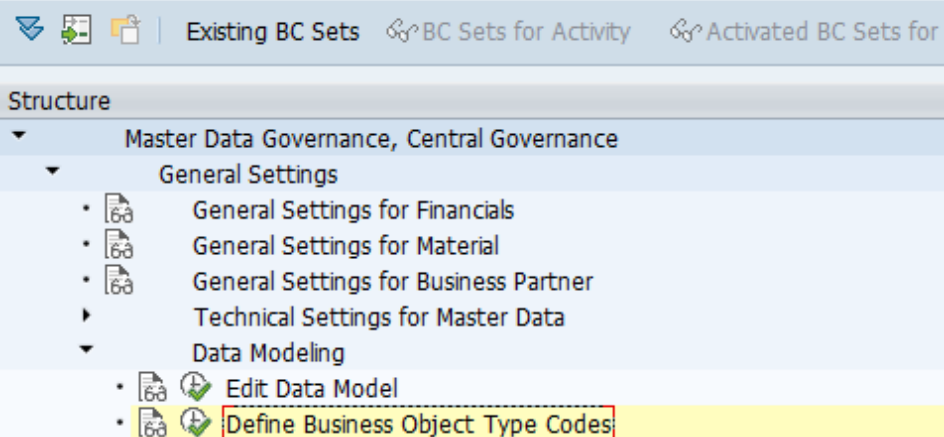 Existing BC Sets BC Sets for Activity Activated BC Sets for
Structure
Master Data Governance, Central Governance
General Settings
General Settings for Financials
General Settings for Material
General Settings for Business Partner
Technical Settings for Master Data
Data Modeling
Edit Data Model
Define Business Object Type Codes